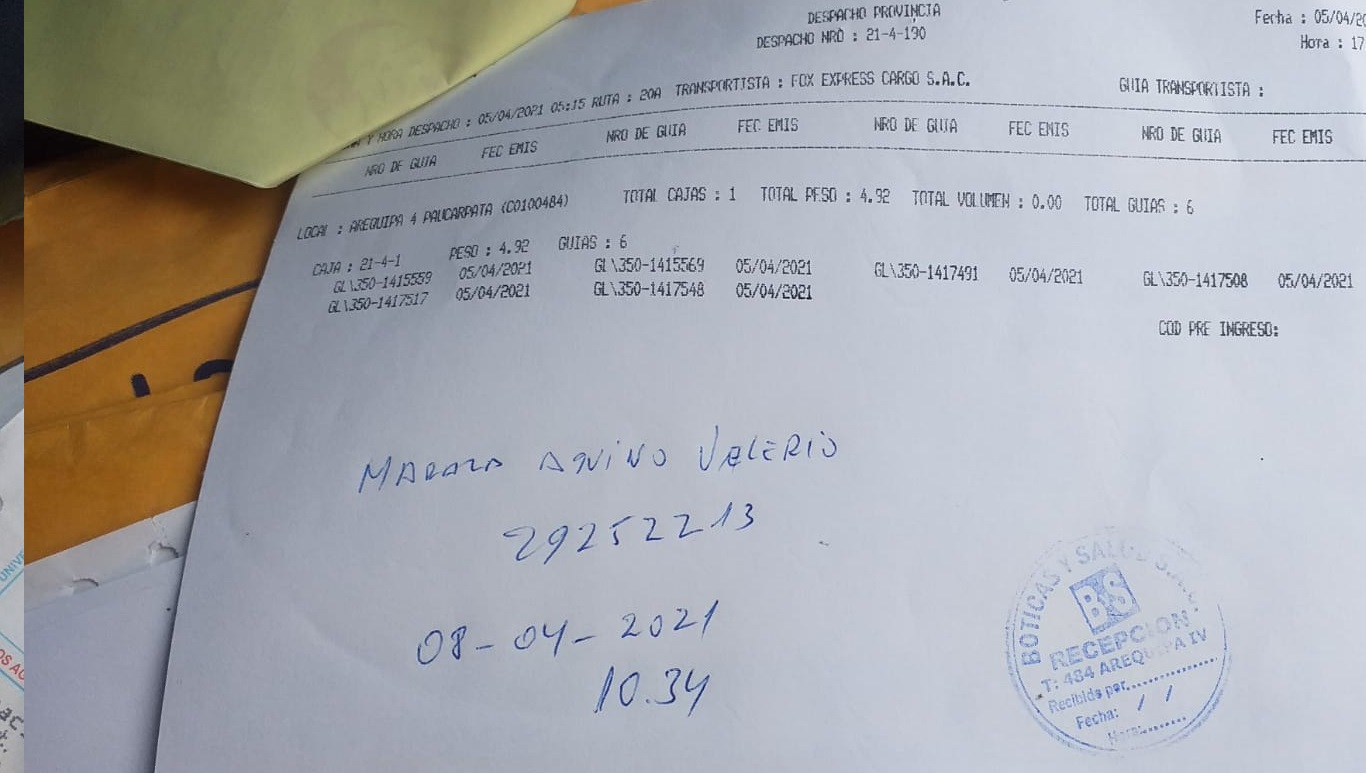 DESPACHO PROVINCIA
DESPACHO NRO : 21-4-190
Fecha : 05/04/20
Hora : 17
Y HORA DESPACHO : 05/04/2021 05:15 RUTA : 20A TRANSPORTISTA : FOX EXPRESS CARGO S.A.C. GUIA TRANSPORTISTA :
NRO DE GUIA FEC EMIS NRO DE GUIA FEC EMIS NRO DE GUIA FEC EMIS NRO DE GUIA FEC EMIS
LOCAL : AREQUIPA 4 PAUCARPATA (C0100484) TOTAL CAJAS : 1 TOTAL PESO : 4.92 TOTAL VOLUMEN : 0.00 TOTAL GUIAS : 6
CAJA : 21-4-1 PESO : 4.92 GUIAS : 6
GL\350-1415559 05/04/2021 GL\350-1415569 05/04/2021 GL\350-1417491 05/04/2021 GL\350-1417508 05/04/2021
GL\350-1417517 05/04/2021 GL\350-1417548 05/04/2021
COD PRE INGRESO:
AQUINO VALERIO
29252213
08-04-2021
10.34
BOTICAS Y SALUD S.A.C.
BS
RECEPCION
T: 484 AREQUIPA IV
Recibido por
Fecha: / /
Hora:
UNIVE
OS AC